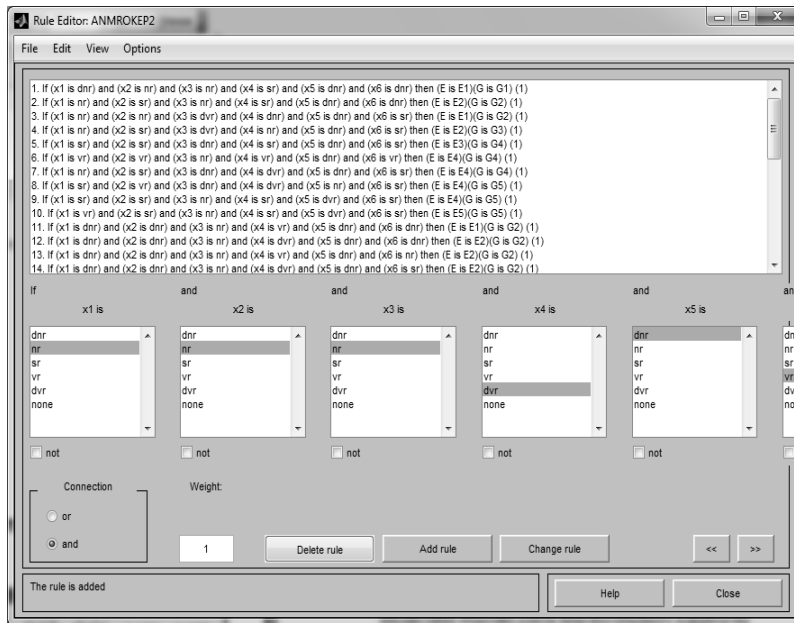 Rule Editor: ANMROKEP2
File Edit View Options
1. If (x1 is dnr) and (x2 is nr) and (x3 is nr) and (x4 is sr) and (x5 is dnr) and (x6 is dnr) then (E is E1)(G is G1) (1)
2. If (x1 is nr) and (x2 is sr) and (x3 is nr) and (x4 is sr) and (x5 is dnr) and (x6 is dnr) then (E is E2)(G is G2) (1)
3. If (x1 is nr) and (x2 is nr) and (x3 is dvr) and (x4 is dnr) and (x5 is dnr) and (x6 is sr) then (E is E1)(G is G2) (1)
4. If (x1 is nr) and (x2 is sr) and (x3 is dvr) and (x4 is nr) and (x5 is dnr) and (x6 is sr) then (E is E2)(G is G3) (1)
5. If (x1 is sr) and (x2 is vr) and (x3 is dnr) and (x4 is sr) and (x5 is dnr) and (x6 is sr) then (E is E3)(G is G4) (1)
6. If (x1 is vr) and (x2 is vr) and (x3 is nr) and (x4 is vr) and (x5 is dnr) and (x6 is vr) then (E is E4)(G is G4) (1)
7. If (x1 is nr) and (x2 is sr) and (x3 is dnr) and (x4 is dvr) and (x5 is dnr) and (x6 is sr) then (E is E4)(G is G4) (1)
8. If (x1 is sr) and (x2 is vr) and (x3 is dnr) and (x4 is dvr) and (x5 is nr) and (x6 is sr) then (E is E4)(G is G5) (1)
9. If (x1 is sr) and (x2 is sr) and (x3 is nr) and (x4 is sr) and (x5 is dvr) and (x6 is sr) then (E is E4)(G is G5) (1)
10. If (x1 is vr) and (x2 is sr) and (x3 is nr) and (x4 is sr) and (x5 is dvr) and (x6 is sr) then (E is E5)(G is G5) (1)
11. If (x1 is dnr) and (x2 is dnr) and (x3 is nr) and (x4 is vr) and (x5 is dnr) and (x6 is dnr) then (E is E1)(G is G2) (1)
12. If (x1 is dnr) and (x2 is dnr) and (x3 is nr) and (x4 is dvr) and (x5 is dnr) and (x6 is dnr) then (E is E2)(G is G2) (1)
13. If (x1 is dnr) and (x2 is dnr) and (x3 is nr) and (x4 is vr) and (x5 is dnr) and (x6 is nr) then (E is E2)(G is G2) (1)
14. If (x1 is dnr) and (x2 is dnr) and (x3 is nr) and (x4 is dvr) and (x5 is dnr) and (x6 is sr) then (E is E2)(G is G2) (1)
If and and and and an
x1 is x2 is x3 is x4 is x5 is
dnr dnr dnr dnr dnr dn
nr nr nr nr nr nr
sr sr sr sr sr sr
vr vr vr vr vr vr
dvr dvr dvr dvr dvr dv
none none none none none no
not not not not not
Connection Weight:
or
and 1 Delete rule Add rule Change rule << >>
The rule is added Help Close